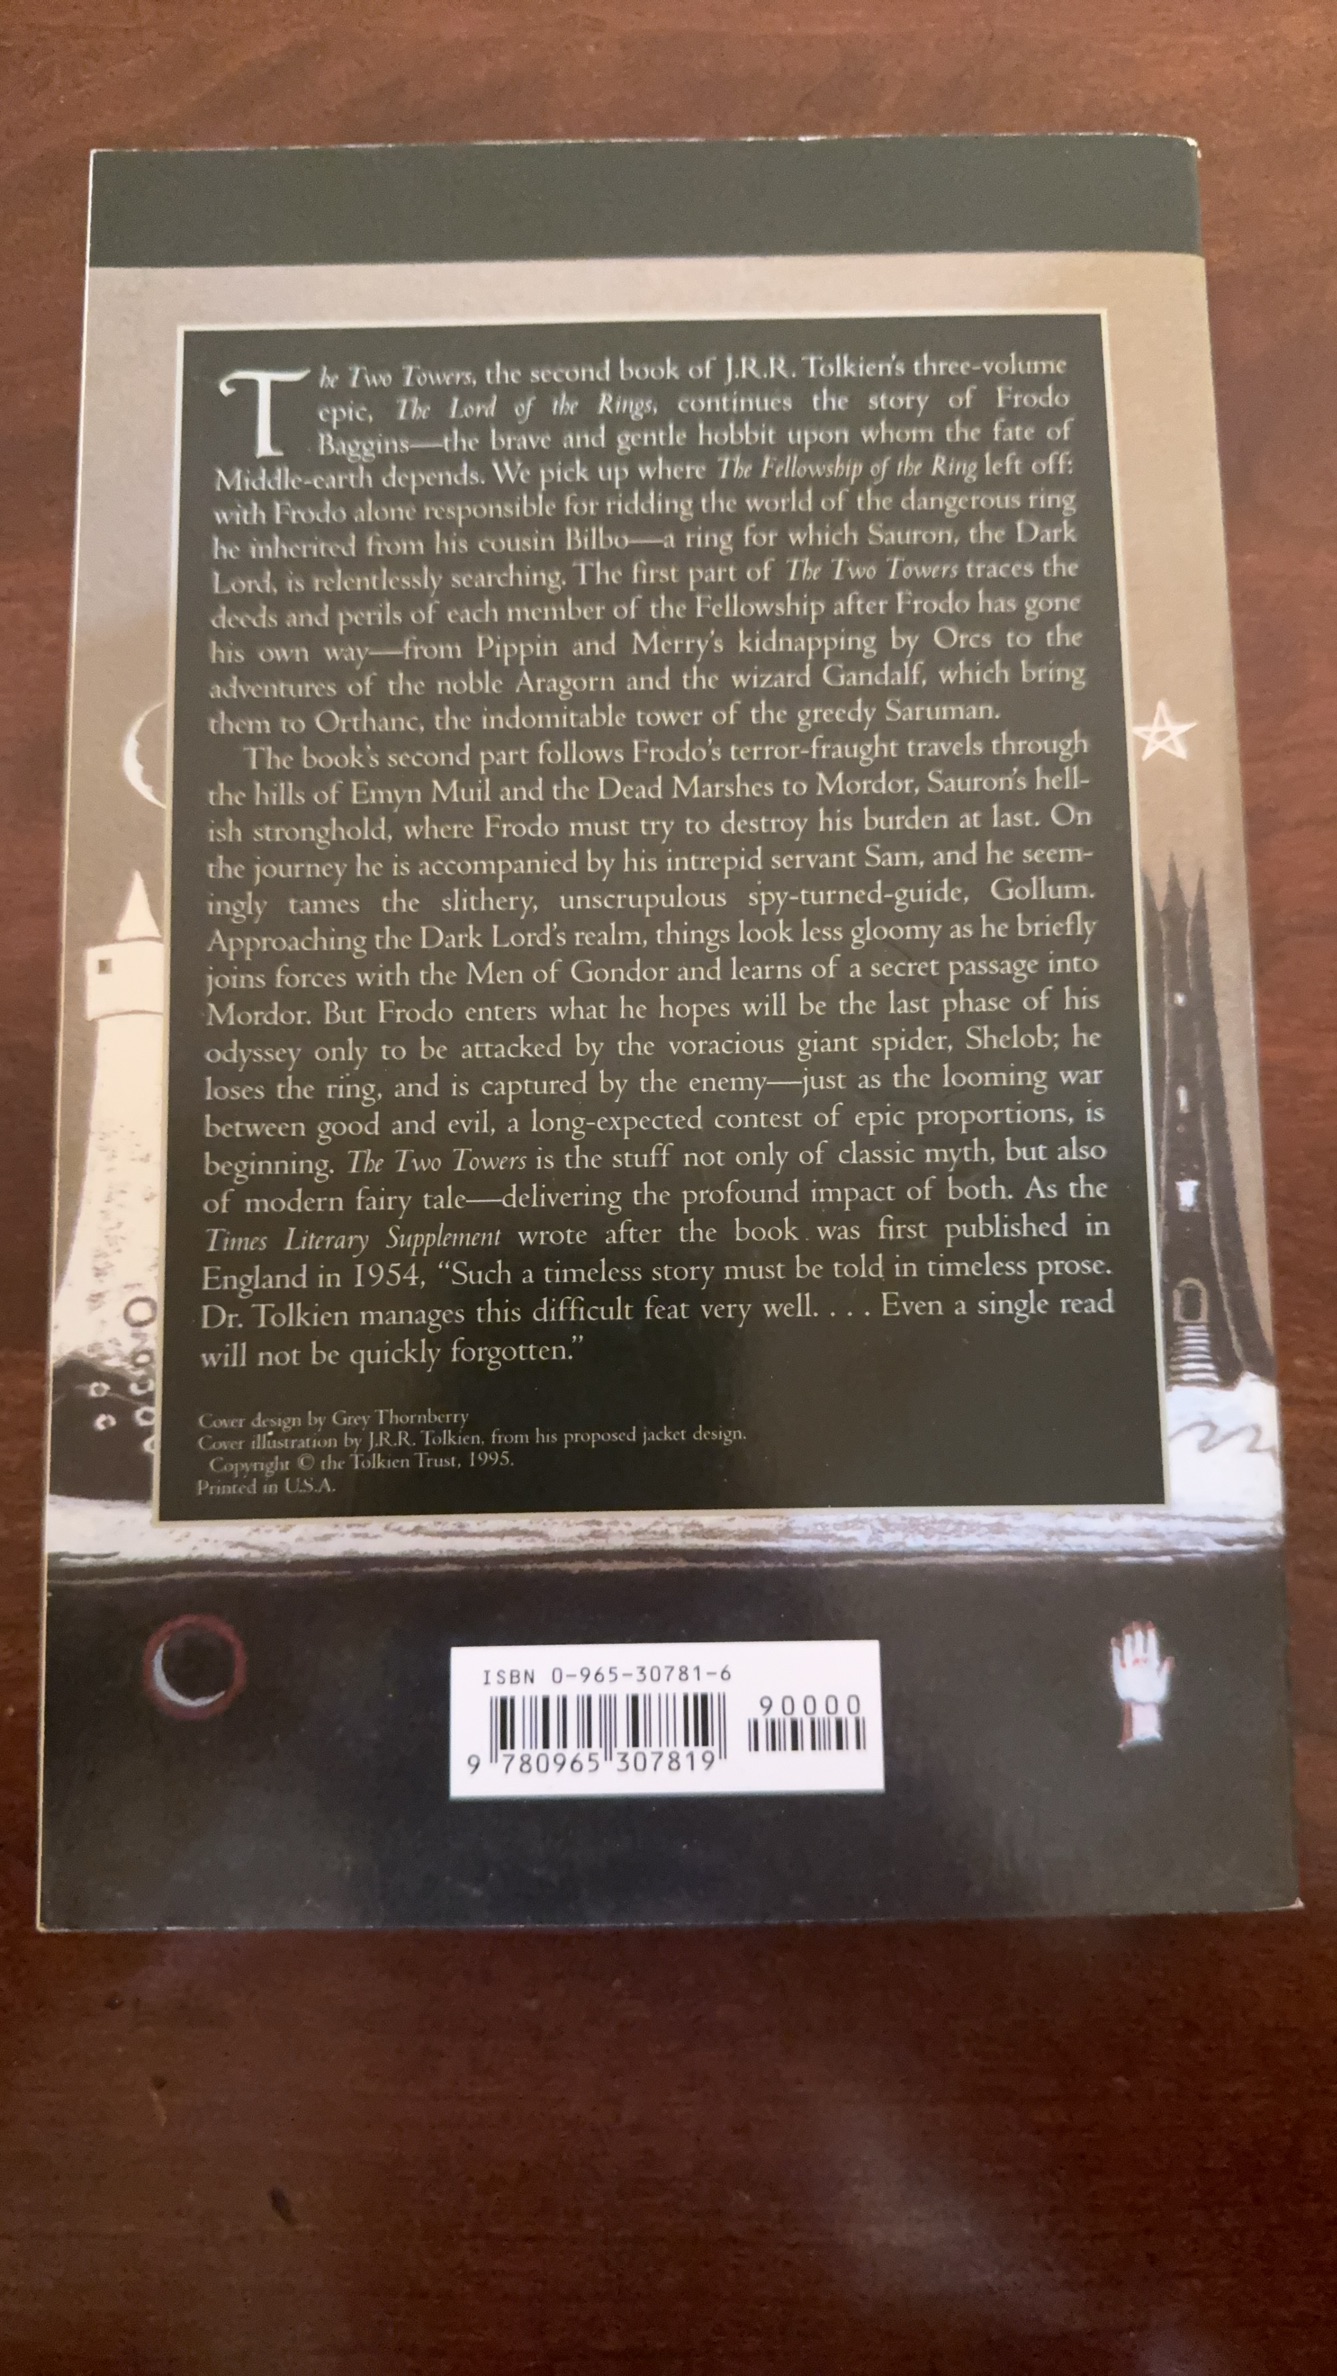 The Two Towers, the second book of J.R.R. Tolkien's three-volume
epic, The Lord of the Rings, continues the story of Frodo
Baggins—the brave and gentle hobbit upon whom the fate of
Middle-earth depends. We pick up where The Fellowship of the Ring left off:
with Frodo alone responsible for ridding the world of the dangerous ring
he inherited from his cousin Bilbo—a ring for which Sauron, the Dark
Lord, is relentlessly searching. The first part of The Two Towers traces the
deeds and perils of each member of the Fellowship after Frodo has gone
his own way—from Pippin and Merry's kidnapping by Orcs to the
adventures of the noble Aragorn and the wizard Gandalf, which bring
them to Orthanc, the indomitable tower of the greedy Saruman.
The book's second part follows Frodo's terror-fraught travels through
the hills of Emyn Muil and the Dead Marshes to Mordor, Sauron's hell-
ish stronghold, where Frodo must try to destroy his burden at last. On
the journey he is accompanied by his intrepid servant Sam, and he seem-
ingly tames the slithery, unscrupulous spy-turned-guide, Gollum.
Approaching the Dark Lord's realm, things look less gloomy as he briefly
joins forces with the Men of Gondor and learns of a secret passage into
Mordor. But Frodo enters what he hopes will be the last phase of his
odyssey only to be attacked by the voracious giant spider, Shelob; he
loses the ring, and is captured by the enemy—just as the looming war
between good and evil, a long-expected contest of epic proportions, is
beginning. The Two Towers is the stuff not only of classic myth, but also
of modern fairy tale—delivering the profound impact of both. As the
Times Literary Supplement wrote after the book was first published in
England in 1954, "Such a timeless story must be told in timeless prose.
Dr. Tolkien manages this difficult feat very well. . . . Even a single read
will not be quickly forgotten."
Cover design by Grey Thornberry
Cover illustration by J.R.R. Tolkien, from his proposed jacket design.
Copyright © the Tolkien Trust, 1995.
Printed in U.S.A.
ISBN 0-965-30781-6
90000
9 780965 307819